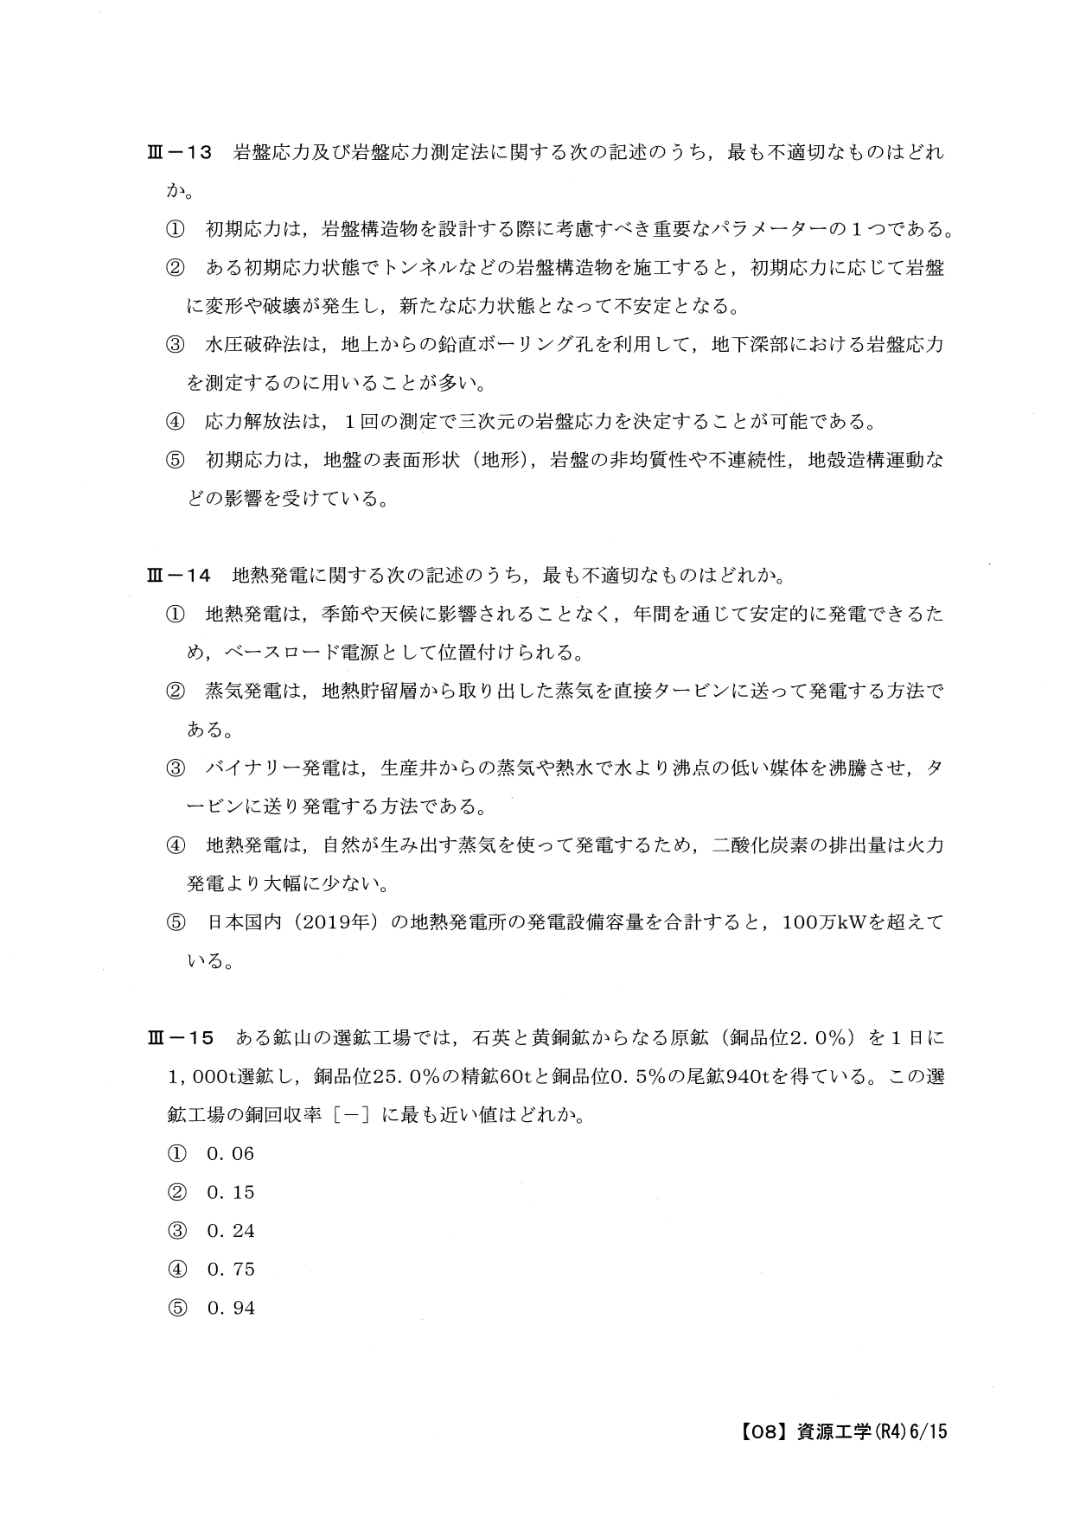 Ⅲ－13　岩盤応力及び岩盤応力測定法に関する次の記述のうち，最も不適切なものはどれ
か。
①　初期応力は，岩盤構造物を設計する際に考慮すべき重要なパラメーターの１つである。
②　ある初期応力状態でトンネルなどの岩盤構造物を施工すると，初期応力に応じて岩盤
に変形や破壊が発生し，新たな応力状態となって不安定となる。
③　水圧破砕法は，地上からの鉛直ボーリング孔を利用して，地下深部における岩盤応力
を測定するのに用いることが多い。
④　応力解放法は，１回の測定で三次元の岩盤応力を決定することが可能である。
⑤　初期応力は，地盤の表面形状（地形），岩盤の非均質性や不連続性，地殻造構運動な
どの影響を受けている。
Ⅲ－14　地熱発電に関する次の記述のうち，最も不適切なものはどれか。
①　地熱発電は，季節や天候に影響されることなく，年間を通じて安定的に発電できるた
め，ベースロード電源として位置付けられる。
②　蒸気発電は，地熱貯留層から取り出した蒸気を直接タービンに送って発電する方法で
ある。
③　バイナリー発電は，生産井からの蒸気や熱水で水より沸点の低い媒体を沸騰させ，タ
ービンに送り発電する方法である。
④　地熱発電は，自然が生み出す蒸気を使って発電するため，二酸化炭素の排出量は火力
発電より大幅に少ない。
⑤　日本国内（2019年）の地熱発電所の発電設備容量を合計すると，100万kWを超えて
いる。
Ⅲ－15　ある鉱山の選鉱工場では，石英と黄銅鉱からなる原鉱（銅品位2.0％）を１日に
1,000t選鉱し，銅品位25.0％の精鉱60tと銅品位0.5％の尾鉱940tを得ている。この選
鉱工場の銅回収率［－］に最も近い値はどれか。
①　0.06
②　0.15
③　0.24
④　0.75
⑤　0.94
【08】資源工学(R4)6/15